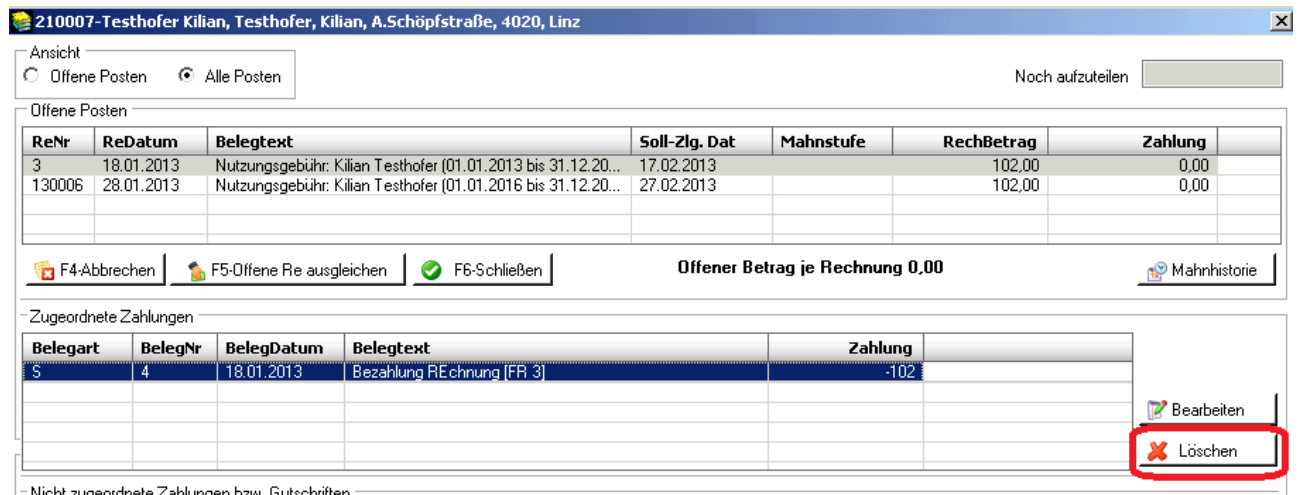 210007-Testhofer Kilian, Testhofer, Kilian, A.Schöpfstraße, 4020, Linz
Ansicht
Offene Posten Alle Posten Noch aufzuteilen
Offene Posten
ReNr ReDatum Belegtext Soll-Zlg. Dat Mahnstufe RechBetrag Zahlung
3 18.01.2013 Nutzungsgebühr: Kilian Testhofer (01.01.2013 bis 31.12.20... 17.02.2013 102,00 0,00
130006 28.01.2013 Nutzungsgebühr: Kilian Testhofer (01.01.2016 bis 31.12.20... 27.02.2013 102,00 0,00
F4-Abbrechen F5-Offene Re ausgleichen F6-Schließen Offener Betrag je Rechnung 0,00 Mahnhistorie
Zugeordnete Zahlungen
Belegart BelegNr BelegDatum Belegtext Zahlung
S 4 18.01.2013 Bezahlung REchnung [FR 3] -102
Bearbeiten
Löschen
Nicht zugeordnete Zahlungen bzw. Gutschriften